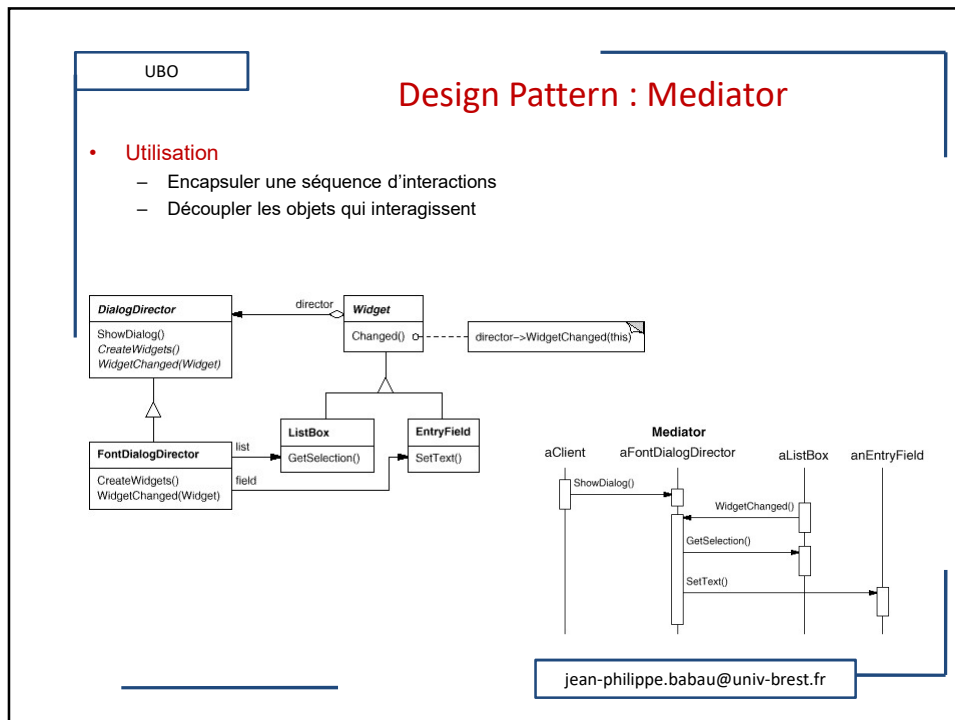 UBO
Design Pattern : Mediator
• Utilisation
– Encapsuler une séquence d'interactions
– Découpler les objets qui interagissent
DialogDirector
ShowDialog()
CreateWidgets()
WidgetChanged(Widget)
director
Widget
Changed()
director->WidgetChanged(this)
FontDialogDirector
CreateWidgets()
WidgetChanged(Widget)
list
field
ListBox
GetSelection()
EntryField
SetText()
Mediator
aClient
aFontDialogDirector
aListBox
anEntryField
ShowDialog()
WidgetChanged()
GetSelection()
SetText()
jean-philippe.babau@univ-brest.fr